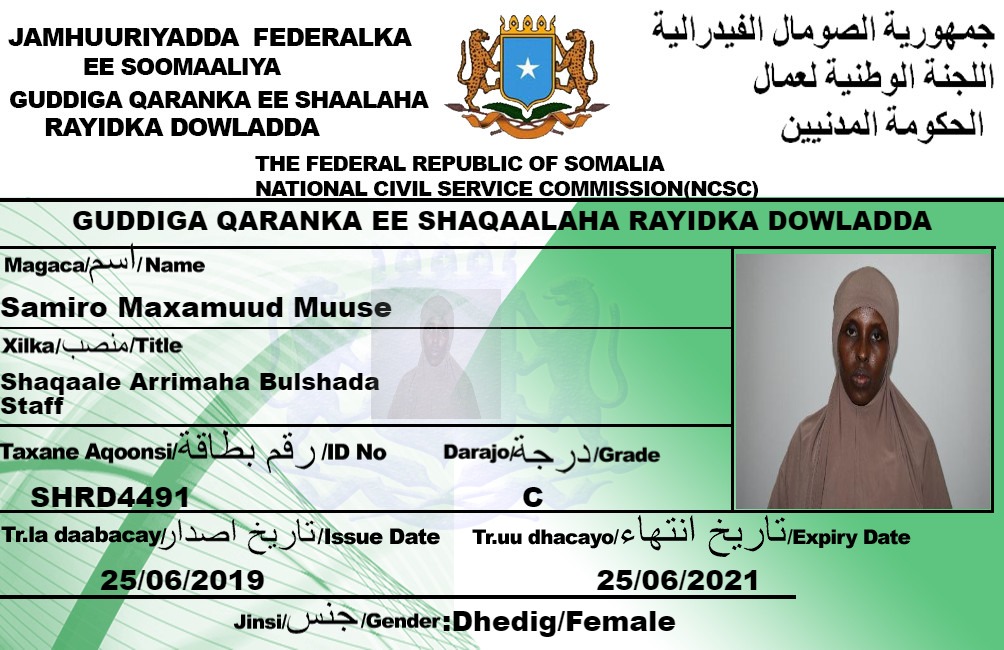 JAMHUURIYADDA FEDERALKA
EE SOOMAALIYA
GUDDIGA QARANKA EE SHAALAHA
RAYIDKA DOWLADDA
جمهورية الصومال الفيدرالية
اللجنة الوطنية لعمال
الحكومة المدنيين
THE FEDERAL REPUBLIC OF SOMALIA
NATIONAL CIVIL SERVICE COMMISSION(NCSC)
GUDDIGA QARANKA EE SHAQAALAHA RAYIDKA DOWLADDA
Magaca/اسم/Name
Samiro Maxamuud Muuse
Xilka/منصب/Title
Shaqaale Arrimaha Bulshada
Staff
Taxane Aqoonsi/رقم بطاقة/ID No
Darajo/درجة/Grade
SHRD4491
C
Tr.la daabacay/تاريخ اصدار/Issue Date
Tr.uu dhacayo/تاريخ انتهاء/Expiry Date
25/06/2019
25/06/2021
Jinsi/جنس/Gender:Dhedig/Female